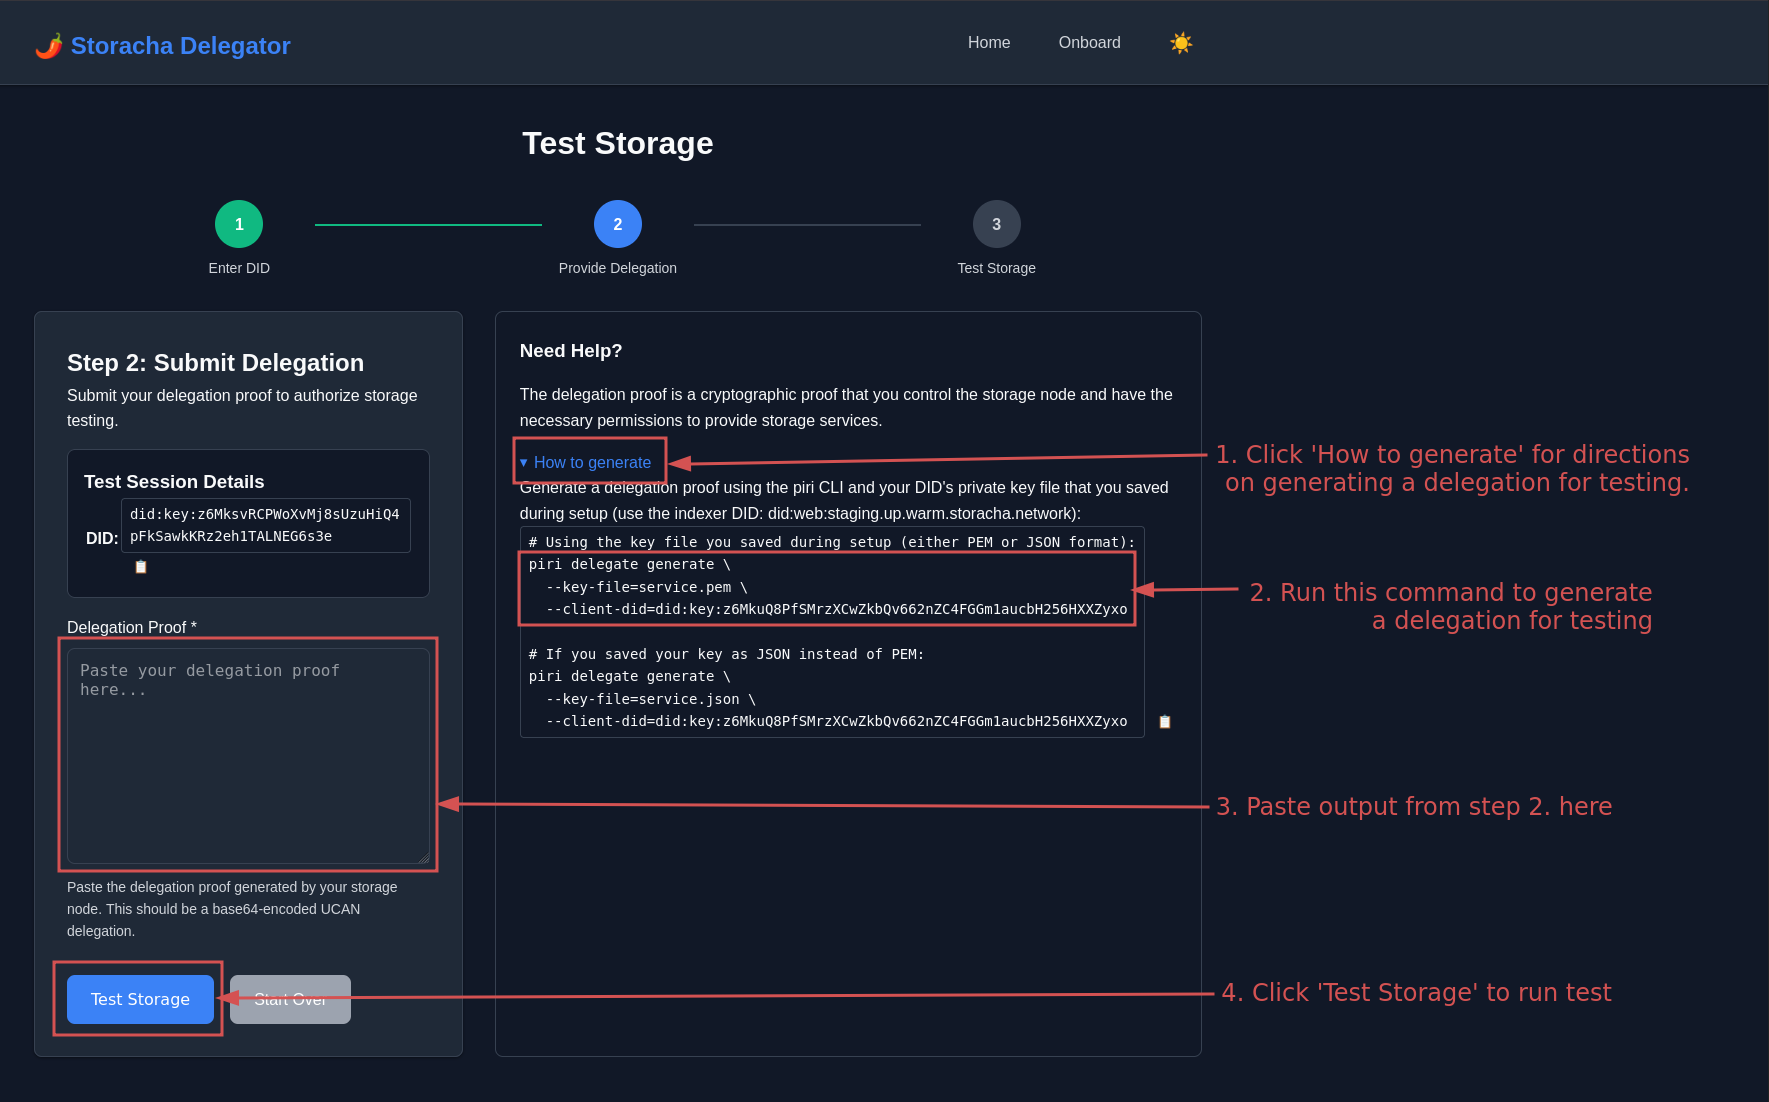 Storacha Delegator
Home
Onboard
Test Storage
1
2
3
Enter DID
Provide Delegation
Test Storage
Step 2: Submit Delegation
Submit your delegation proof to authorize storage
testing.
Test Session Details
DID:
did:key:z6MksvRCPWoXvMj8sUzuHiQ4
pFkSawkKRz2eh1TALNEG6s3e
Delegation Proof *
Paste your delegation proof
here...
Paste the delegation proof generated by your storage
node. This should be a base64-encoded UCAN
delegation.
Test Storage
Start Over
Need Help?
The delegation proof is a cryptographic proof that you control the storage node and have the
necessary permissions to provide storage services.
▾ How to generate
Generate a delegation proof using the piri CLI and your DID's private key file that you saved
during setup (use the indexer DID: did:web:staging.up.warm.storacha.network):
# Using the key file you saved during setup (either PEM or JSON format):
piri delegate generate \
--key-file=service.pem \
--client-did=did:key:z6MkuQ8PfSMrzXCwZkbQv662nZC4FGGm1aucbH256HXXZyxo
# If you saved your key as JSON instead of PEM:
piri delegate generate \
--key-file=service.json \
--client-did=did:key:z6MkuQ8PfSMrzXCwZkbQv662nZC4FGGm1aucbH256HXXZyxo
1. Click 'How to generate' for directions
on generating a delegation for testing.
2. Run this command to generate
a delegation for testing
3. Paste output from step 2. here
4. Click 'Test Storage' to run test